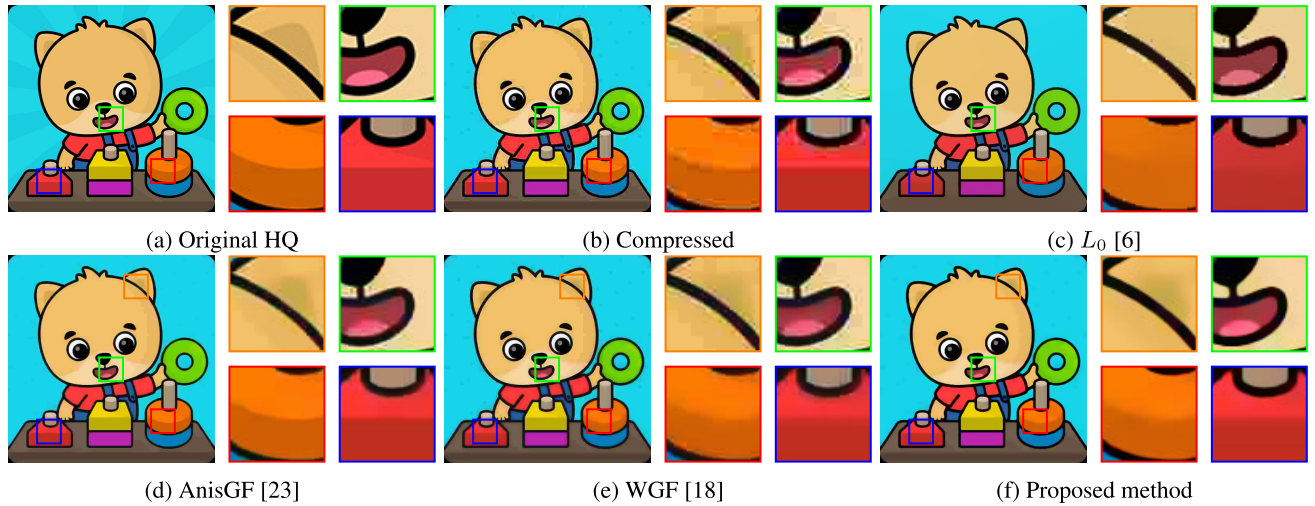 (a) Original HQ
(b) Compressed
(c) L₀ [6]
(d) AnisGF [23]
(e) WGF [18]
(f) Proposed method